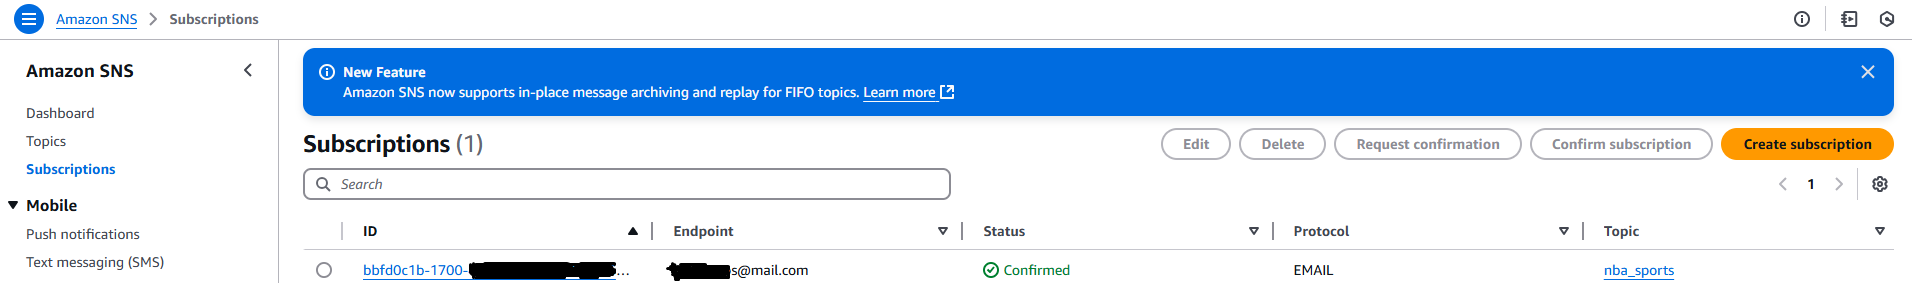 Amazon SNS > Subscriptions
Amazon SNS
Dashboard
Topics
Subscriptions
Mobile
Push notifications
Text messaging (SMS)
New Feature
Amazon SNS now supports in-place message archiving and replay for FIFO topics. Learn more
Subscriptions (1)
Edit
Delete
Request confirmation
Confirm subscription
Create subscription
Search
1
ID Endpoint Status Protocol Topic
bbfd0c1b-1700- ... s@mail.com Confirmed EMAIL nba_sports